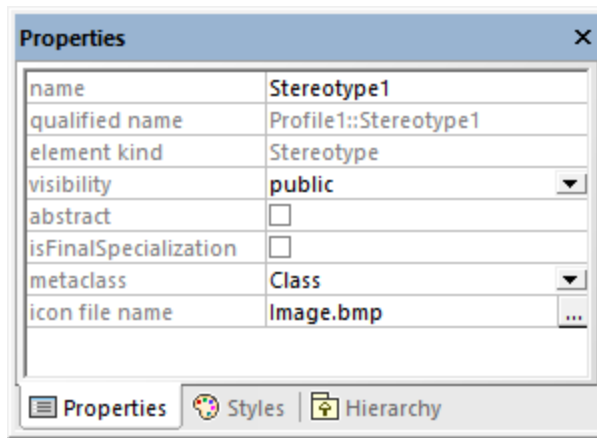 Properties
name Stereotype1
qualified name Profile1::Stereotype1
element kind Stereotype
visibility public
abstract
isFinalSpecialization
metaclass Class
icon file name Image.bmp ...
Properties Styles Hierarchy